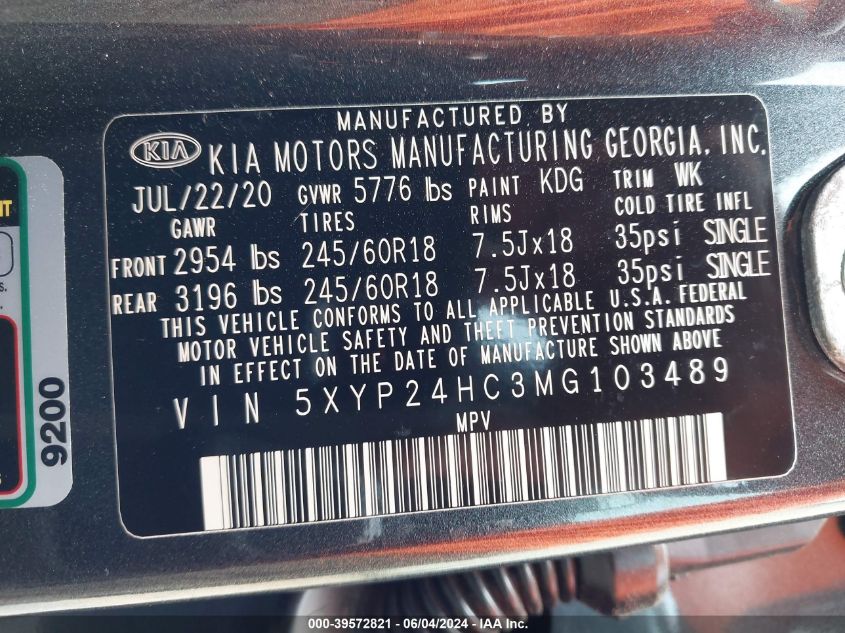 MANUFACTURED BY
KIA KIA MOTORS MANUFACTURING GEORGIA, INC.
JUL/22/20 GVWR 5776 lbs PAINT KDG TRIM WK
GAWR TIRES RIMS COLD TIRE INFL
FRONT 2954 lbs 245/60R18 7.5Jx18 35psi SINGLE
REAR 3196 lbs 245/60R18 7.5Jx18 35psi SINGLE
THIS VEHICLE CONFORMS TO ALL APPLICABLE U.S.A. FEDERAL
MOTOR VEHICLE SAFETY AND THEFT PREVENTION STANDARDS
IN EFFECT ON THE DATE OF MANUFACTURE SHOWN ABOVE
VIN 5XYP24HC3MG103489
MPV
9200
000-39572821 - 06/04/2024 - © IAA, Inc.